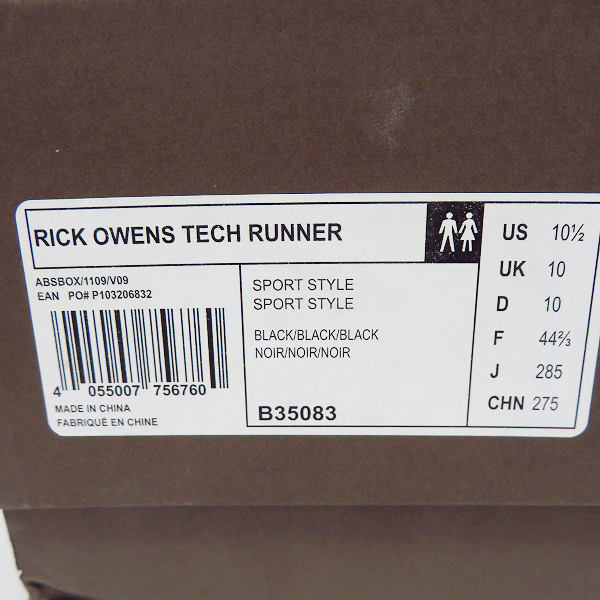 RICK OWENS TECH RUNNER
ABSBOX/1109/V09
EAN PO# P103206832
4 055007 756760
MADE IN CHINA
FABRIQUÉ EN CHINE
SPORT STYLE
SPORT STYLE
BLACK/BLACK/BLACK
NOIR/NOIR/NOIR
B35083
US 10½
UK 10
D 10
F 44⅔
J 285
CHN 275